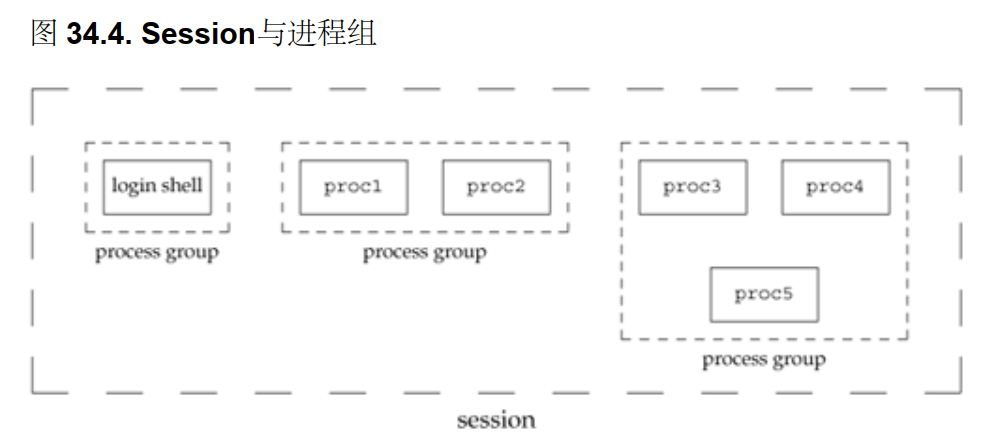 图 34.4. Session与进程组
login shell
proc1
proc2
proc3
proc4
process group
process group
proc5
process group
session